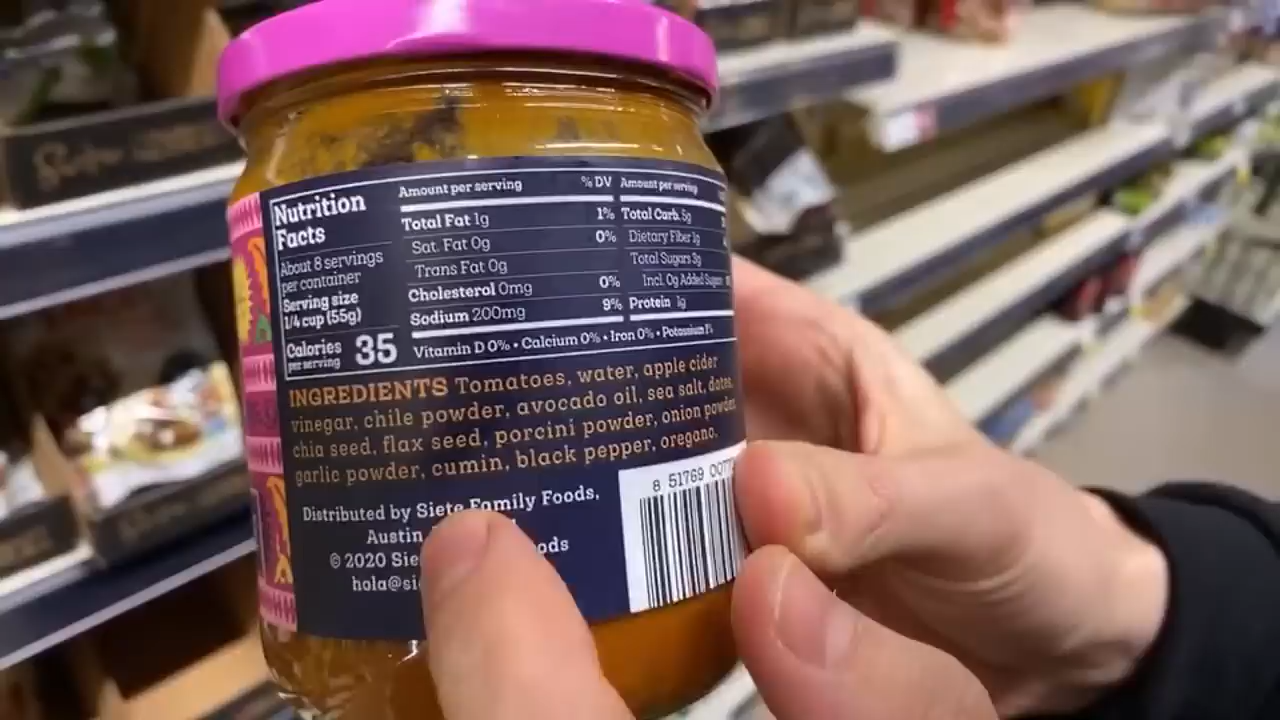 Nutrition
Facts
About 8 servings
per container
Serving size
1/4 cup (55g)
Calories
per serving
35
Amount per serving % DV
Total Fat 1g 1%
Sat. Fat 0g 0%
Trans Fat 0g
Cholesterol 0mg 0%
Sodium 200mg 9%
Amount per serving
Total Carb. 5g
Dietary Fiber 1g
Total Sugars 3g
Incl. 0g Added Sugars
Protein 1g
Vitamin D 0% • Calcium 0% • Iron 0% • Potassium 1%
INGREDIENTS Tomatoes, water, apple cider
vinegar, chile powder, avocado oil, sea salt, dates,
chia seed, flax seed, porcini powder, onion powder,
garlic powder, cumin, black pepper, oregano.
Distributed by Siete Family Foods,
Austin
© 2020 Sie ods
hola@si
8 51769 0077